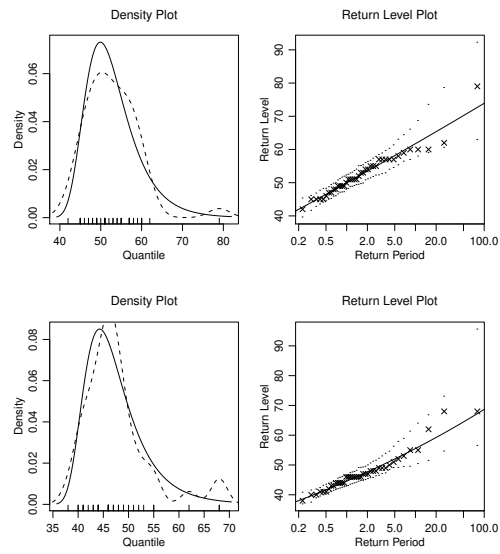 Density Plot
Return Level Plot
Density
0.00 0.02 0.04 0.06
40 50 60 70 80
Quantile
Return Level
40 50 60 70 80 90
0.2 0.5 2.0 5.0 20.0 100.0
Return Period
Density Plot
Return Level Plot
Density
0.00 0.02 0.04 0.06 0.08
35 40 45 50 55 60 65 70
Quantile
Return Level
40 50 60 70 80 90
0.2 0.5 2.0 5.0 20.0 100.0
Return Period